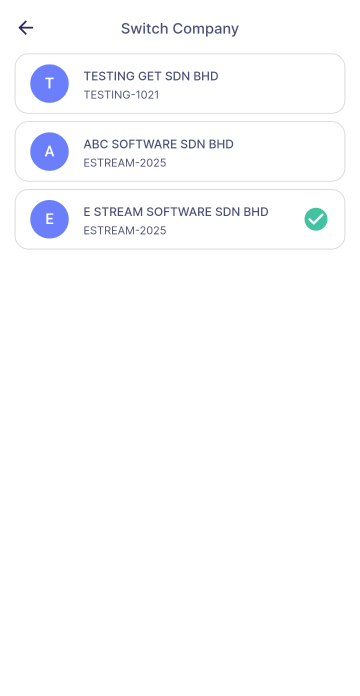 Switch Company
T
TESTING GET SDN BHD
TESTING-1021
A
ABC SOFTWARE SDN BHD
ESTREAM-2025
E
E STREAM SOFTWARE SDN BHD
ESTREAM-2025